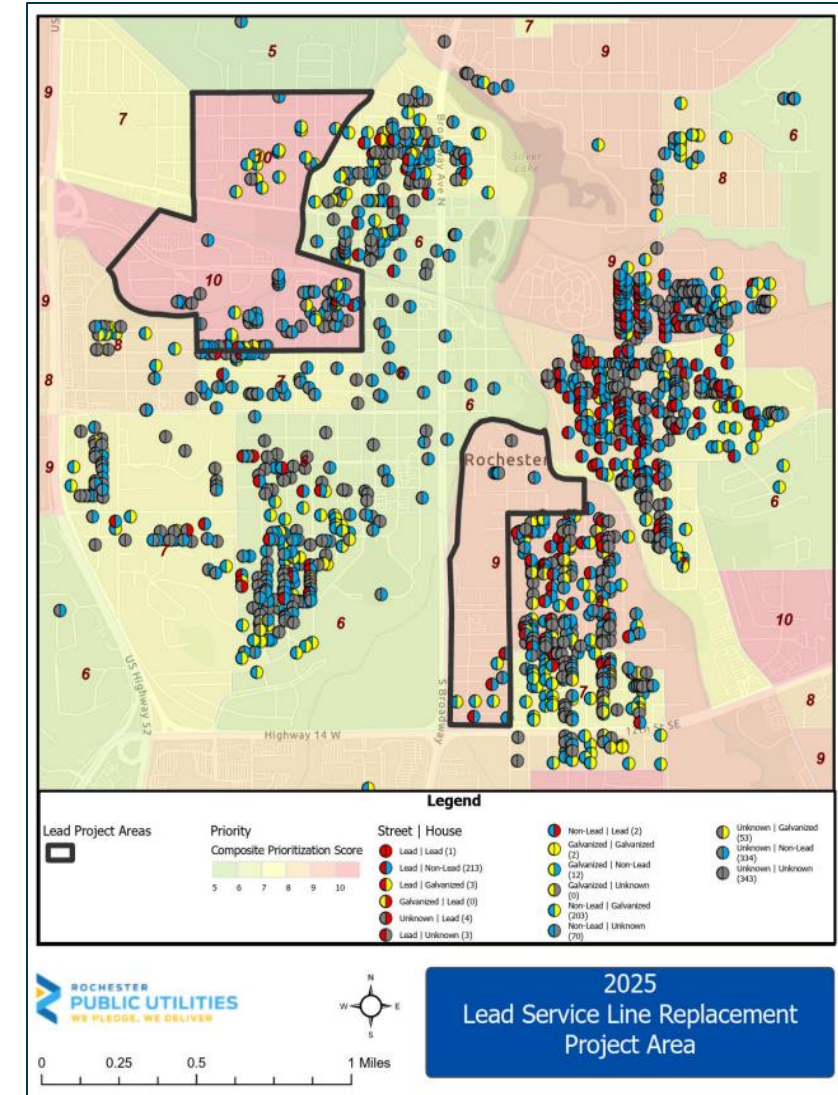 US
5
7
9
9
7
6
10
8
Broadway Ave N
Silver
Lake
6
9
10
9
8
8
7
6
6
Rochester
9
6
6
9
7
6
10
6
7
8
US Highway 52
S Broadway
12th St SE
Highway 14 W
9
Legend
Lead Project Areas
Priority
Composite Prioritization Score
5 6 7 8 9 10
Street | House
Lead | Lead (1)
Lead | Non-Lead (213)
Lead | Galvanized (3)
Galvanized | Lead (0)
Unknown | Lead (4)
Lead | Unknown (3)
Non-Lead | Lead (2)
Galvanized | Galvanized
(2)
Galvanized | Non-Lead
(12)
Galvanized | Unknown
(0)
Non-Lead | Galvanized
(203)
Non-Lead | Unknown
(70)
Unknown | Galvanized
(53)
Unknown | Non-Lead
(334)
Unknown | Unknown
(343)
ROCHESTER
PUBLIC UTILITIES
WE PLEDGE, WE DELIVER
N
W E
S
0 0.25 0.5 1 Miles
2025
Lead Service Line Replacement
Project Area